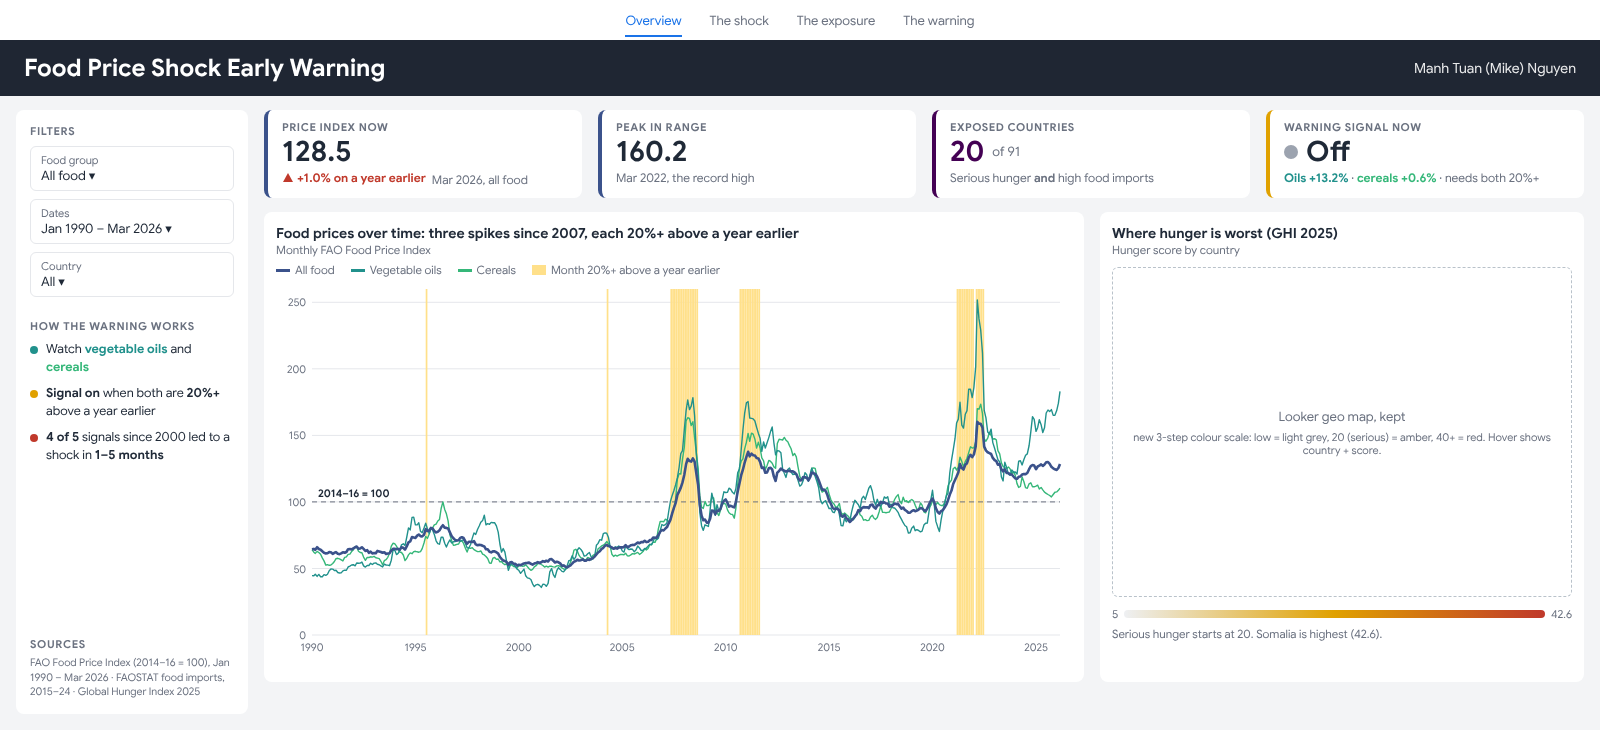 Overview
The shock
The exposure
The warning
Food Price Shock Early Warning
Manh Tuan (Mike) Nguyen
FILTERS
Food group
All food ▾
Dates
Jan 1990 – Mar 2026 ▾
Country
All ▾
HOW THE WARNING WORKS
Watch vegetable oils and
cereals
Signal on when both are 20%+
above a year earlier
4 of 5 signals since 2000 led to a
shock in 1–5 months
SOURCES
FAO Food Price Index (2014–16 = 100), Jan
1990 – Mar 2026 · FAOSTAT food imports,
2015–24 · Global Hunger Index 2025
PRICE INDEX NOW
128.5
▲ +1.0% on a year earlier Mar 2026, all food
PEAK IN RANGE
160.2
Mar 2022, the record high
EXPOSED COUNTRIES
20 of 91
Serious hunger and high food imports
WARNING SIGNAL NOW
Off
Oils +13.2% · cereals +0.6% · needs both 20%+
Food prices over time: three spikes since 2007, each 20%+ above a year earlier
Monthly FAO Food Price Index
All food
Vegetable oils
Cereals
Month 20%+ above a year earlier
250
200
150
100
50
0
2014–16 = 100
1990
1995
2000
2005
2010
2015
2020
2025
Where hunger is worst (GHI 2025)
Hunger score by country
Looker geo map, kept
new 3-step colour scale: low = light grey, 20 (serious) = amber, 40+ = red. Hover shows
country + score.
5
42.6
Serious hunger starts at 20. Somalia is highest (42.6).